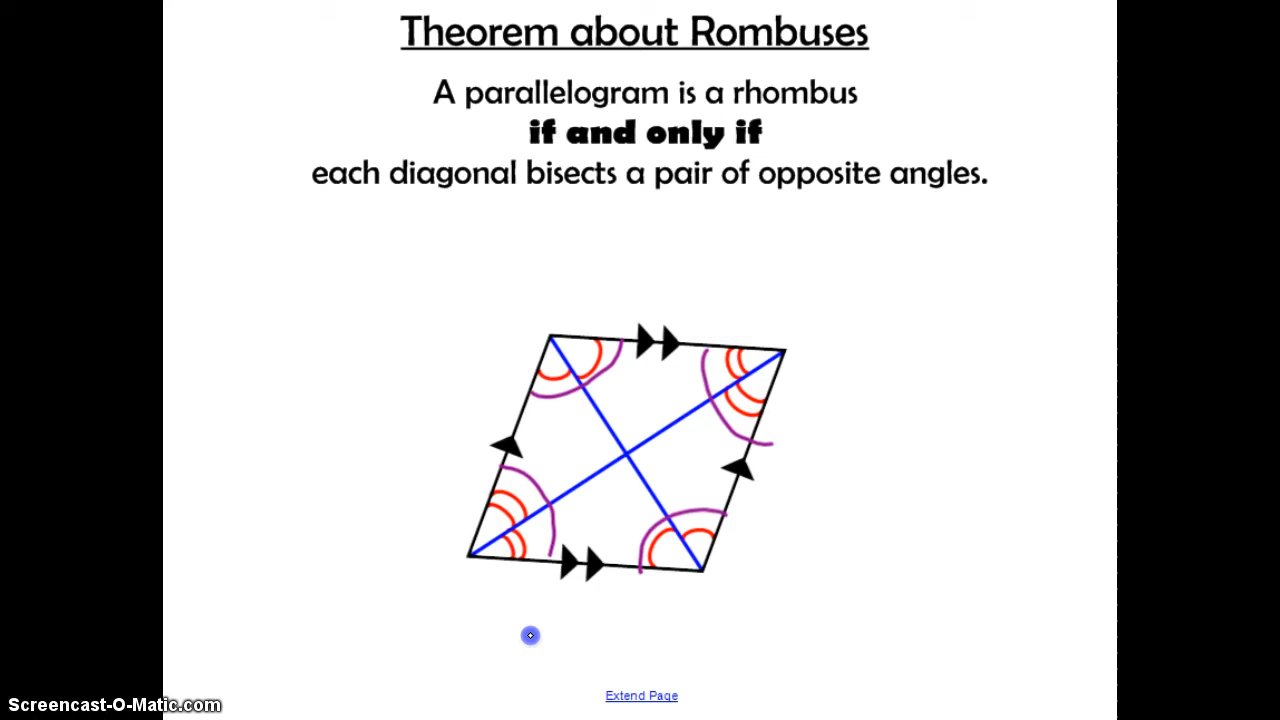 Theorem about Rombuses
A parallelogram is a rhombus
if and only if
each diagonal bisects a pair of opposite angles.
Extend Page
Screencast-O-Matic.com